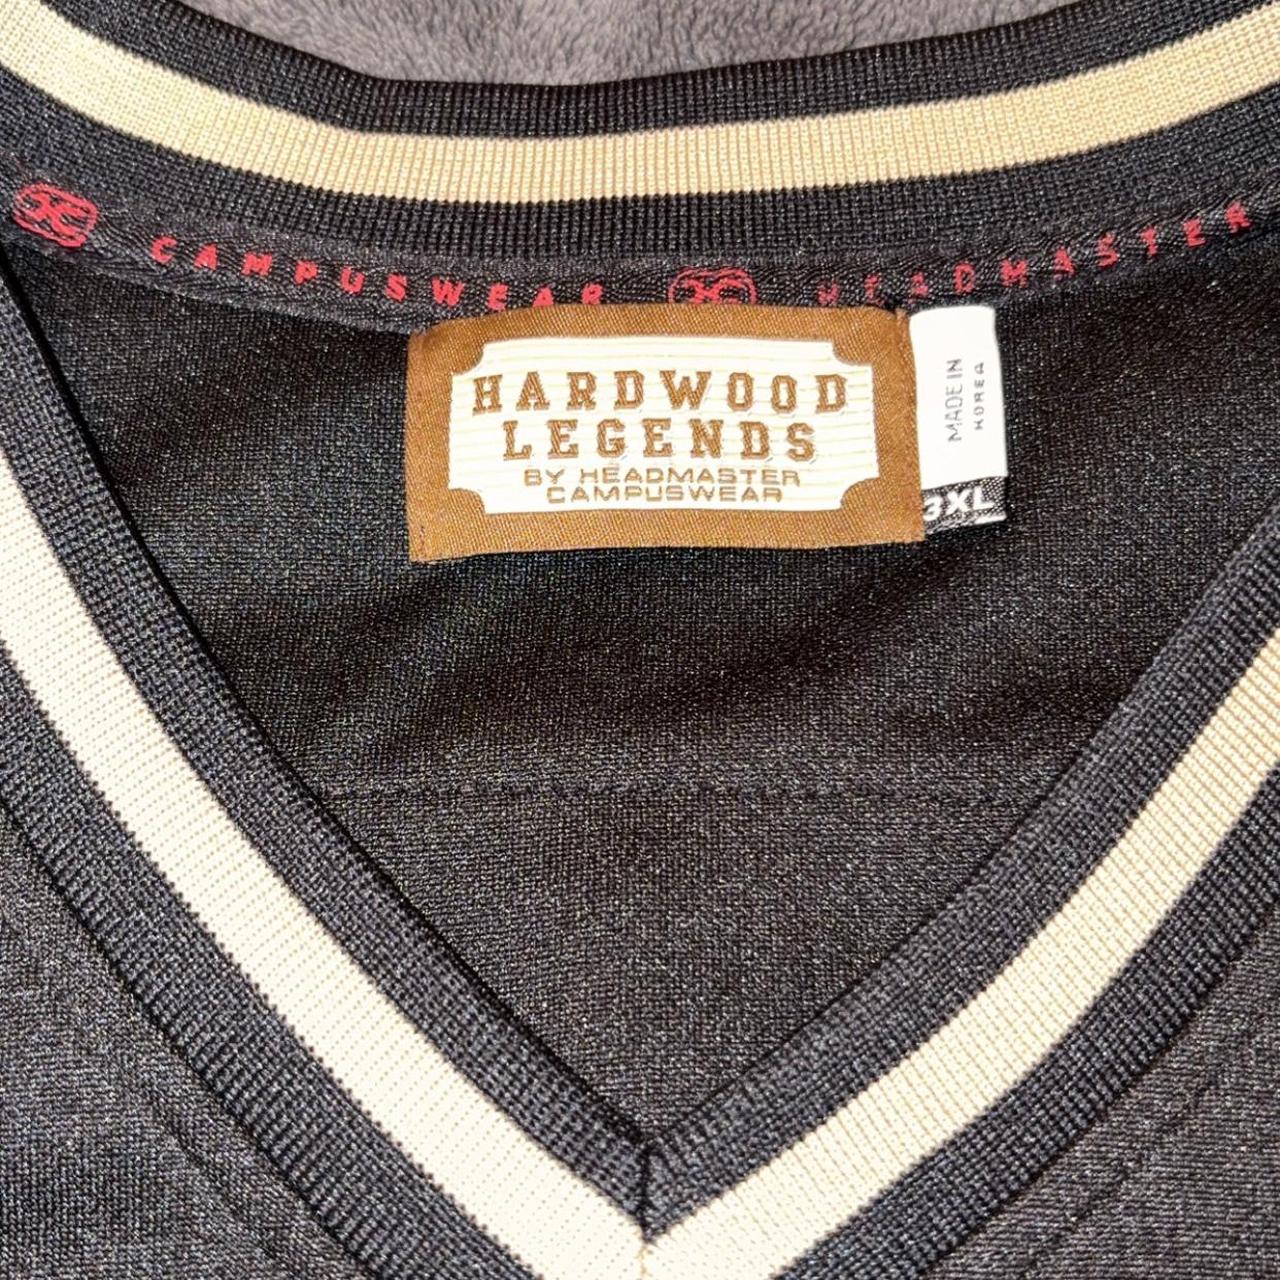 CAMPUSWEAR HEADMASTER
HARDWOOD
LEGENDS
BY HEADMASTER
CAMPUSWEAR
MADE IN
KOREA
3XL